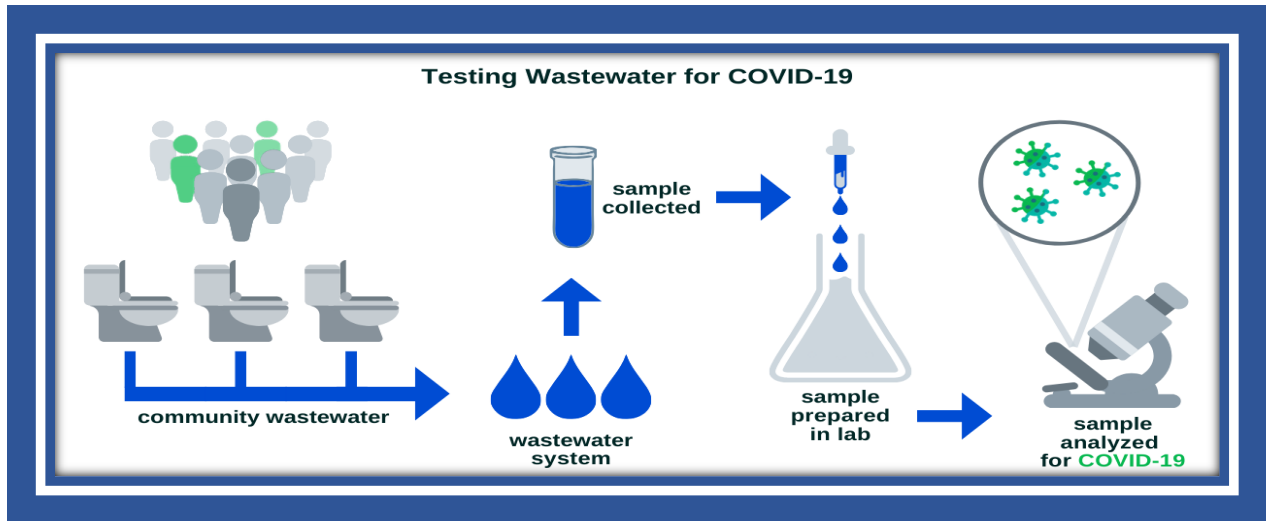 Testing Wastewater for COVID-19
community wastewater
wastewater
system
sample
collected
sample
prepared
in lab
sample
analyzed
for COVID-19